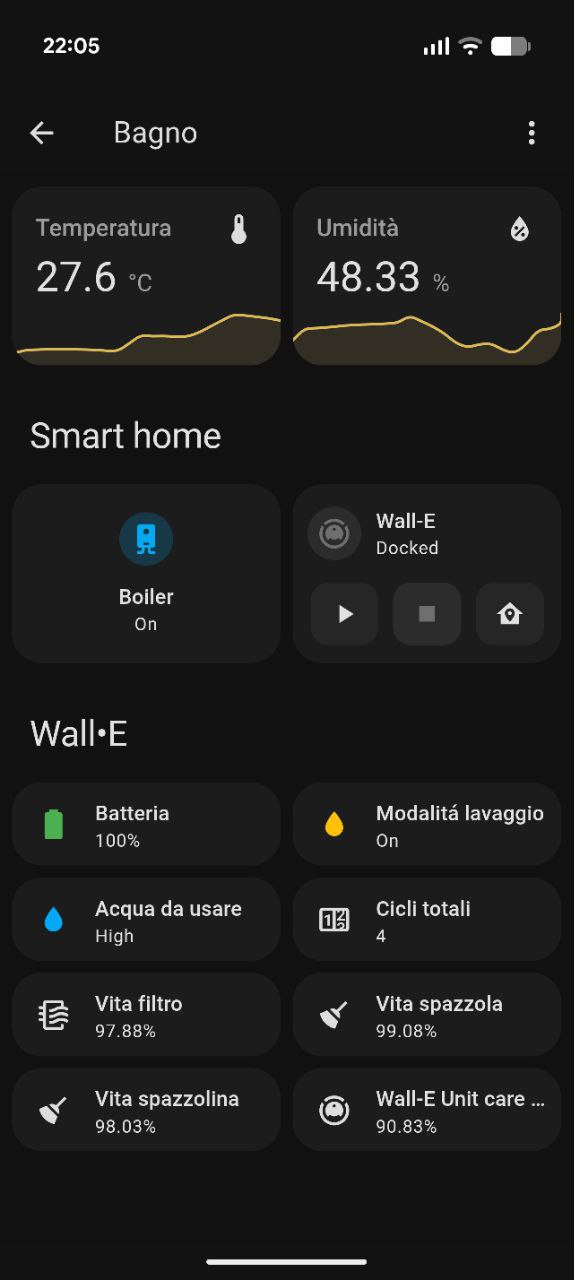 22:05
Bagno
Temperatura
27.6 °C
Umidità
48.33 %
Smart home
Boiler
On
Wall-E
Docked
Wall•E
Batteria
100%
Modalitá lavaggio
On
Acqua da usare
High
Cicli totali
4
Vita filtro
97.88%
Vita spazzola
99.08%
Vita spazzolina
98.03%
Wall-E Unit care ...
90.83%